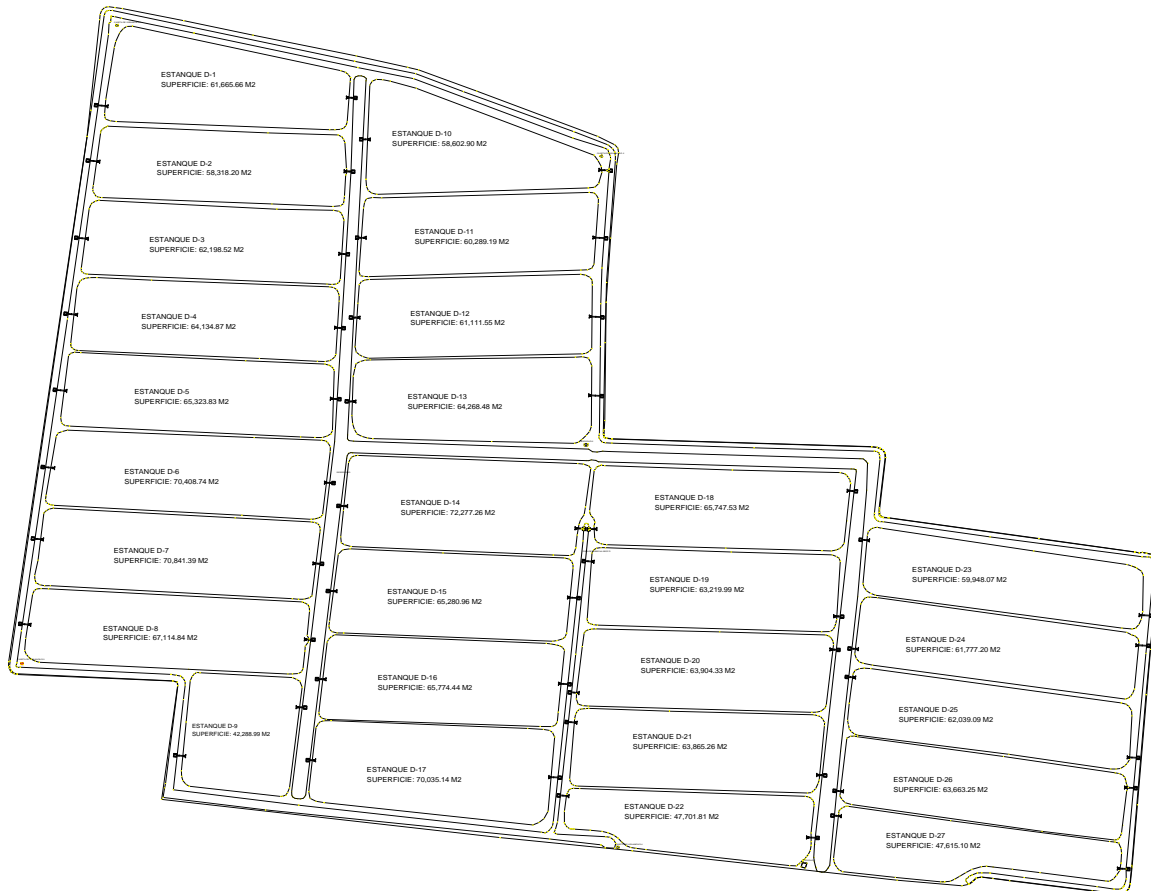 ESTANQUE D-1
SUPERFICIE: 61,665.66 M2
ESTANQUE D-2
SUPERFICIE: 58,318.20 M2
ESTANQUE D-3
SUPERFICIE: 62,198.52 M2
ESTANQUE D-4
SUPERFICIE: 64,134.87 M2
ESTANQUE D-5
SUPERFICIE: 65,323.83 M2
ESTANQUE D-6
SUPERFICIE: 70,408.74 M2
ESTANQUE D-7
SUPERFICIE: 70,841.39 M2
ESTANQUE D-8
SUPERFICIE: 67,114.84 M2
ESTANQUE D-9
SUPERFICIE: 42,288.99 M2
ESTANQUE D-10
SUPERFICIE: 58,602.90 M2
ESTANQUE D-11
SUPERFICIE: 60,289.19 M2
ESTANQUE D-12
SUPERFICIE: 61,111.55 M2
ESTANQUE D-13
SUPERFICIE: 64,268.48 M2
ESTANQUE D-14
SUPERFICIE: 72,277.26 M2
ESTANQUE D-15
SUPERFICIE: 65,280.96 M2
ESTANQUE D-16
SUPERFICIE: 65,774.44 M2
ESTANQUE D-17
SUPERFICIE: 70,035.14 M2
ESTANQUE D-18
SUPERFICIE: 65,747.53 M2
ESTANQUE D-19
SUPERFICIE: 63,219.99 M2
ESTANQUE D-20
SUPERFICIE: 63,904.33 M2
ESTANQUE D-21
SUPERFICIE: 63,865.26 M2
ESTANQUE D-22
SUPERFICIE: 47,701.81 M2
ESTANQUE D-23
SUPERFICIE: 59,948.07 M2
ESTANQUE D-24
SUPERFICIE: 61,777.20 M2
ESTANQUE D-25
SUPERFICIE: 62,039.09 M2
ESTANQUE D-26
SUPERFICIE: 63,663.25 M2
ESTANQUE D-27
SUPERFICIE: 47,615.10 M2